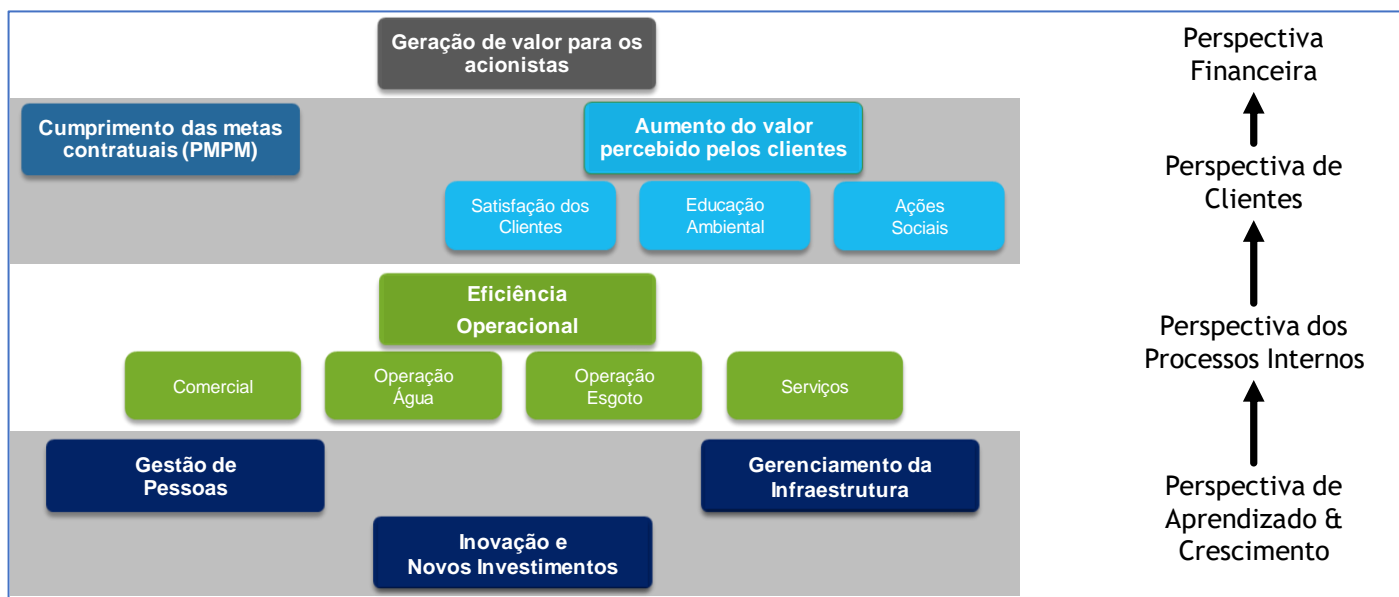 Geração de valor para os
acionistas
Perspectiva
Financeira
Cumprimento das metas
contratuais (PMPM)
Aumento do valor
percebido pelos clientes
Satisfação dos
Clientes
Educação
Ambiental
Ações
Sociais
Perspectiva de
Clientes
Eficiência
Operacional
Comercial
Operação
Água
Operação
Esgoto
Serviços
Perspectiva dos
Processos Internos
Gestão de
Pessoas
Gerenciamento da
Infraestrutura
Inovação e
Novos Investimentos
Perspectiva de
Aprendizado &
Crescimento